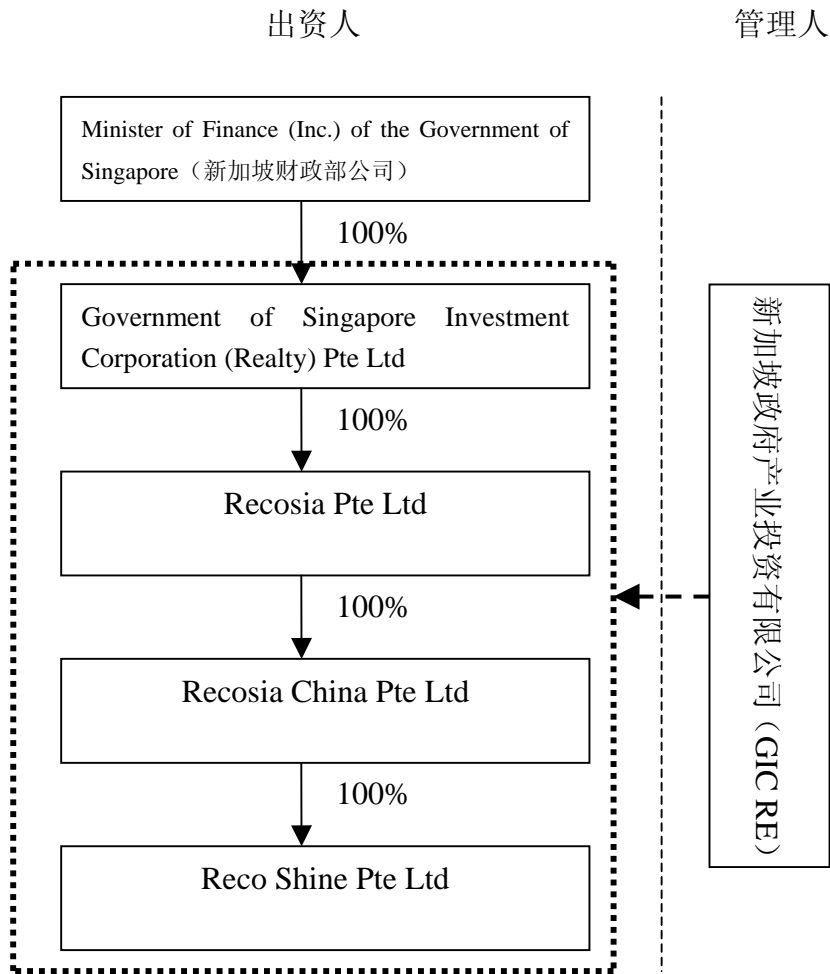 出资人
管理人
Minister of Finance (Inc.) of the Government of
Singapore（新加坡财政部公司）
100%
Government of Singapore Investment
Corporation (Realty) Pte Ltd
100%
Recosia Pte Ltd
100%
Recosia China Pte Ltd
100%
Reco Shine Pte Ltd
新加坡政府产业投资有限公司（GIC RE）